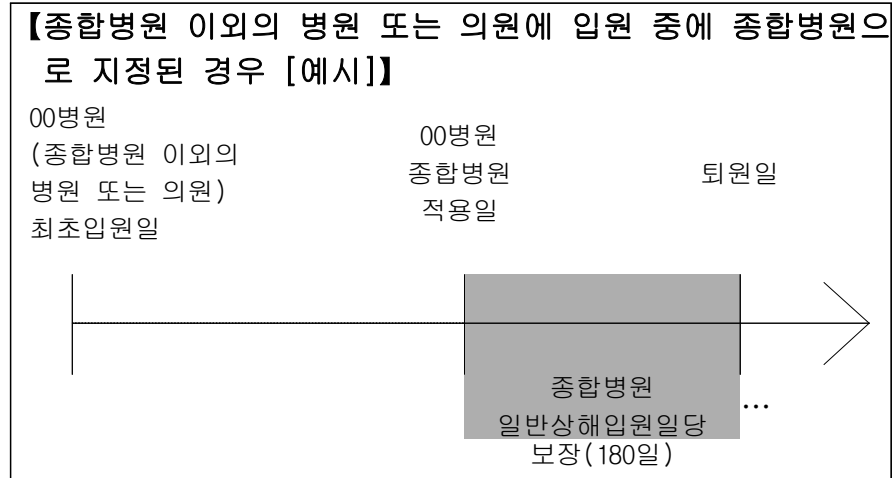 【종합병원 이외의 병원 또는 의원에 입원 중에 종합병원으
로 지정된 경우 [예시]】
00병원
(종합병원 이외의
병원 또는 의원)
최초입원일
00병원
종합병원
적용일
퇴원일
종합병원
일반상해입원일당
보장(180일)
…